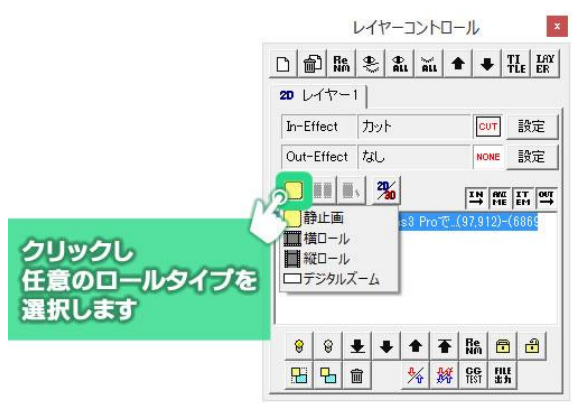 レイヤーコントロール
x
Re NM ALL ALL TI TLE LAY ER
2D レイヤー1
In-Effect カット CUT 設定
Out-Effect なし NONE 設定
2D/3D IN ANC ME IT EM OUT
静止画
ns3 Proで...(97,912)-(6869
横ロール
縦ロール
デジタルズーム
クリックし
任意のロールタイプを
選択します
Re NM
GG TEST FILE 出力